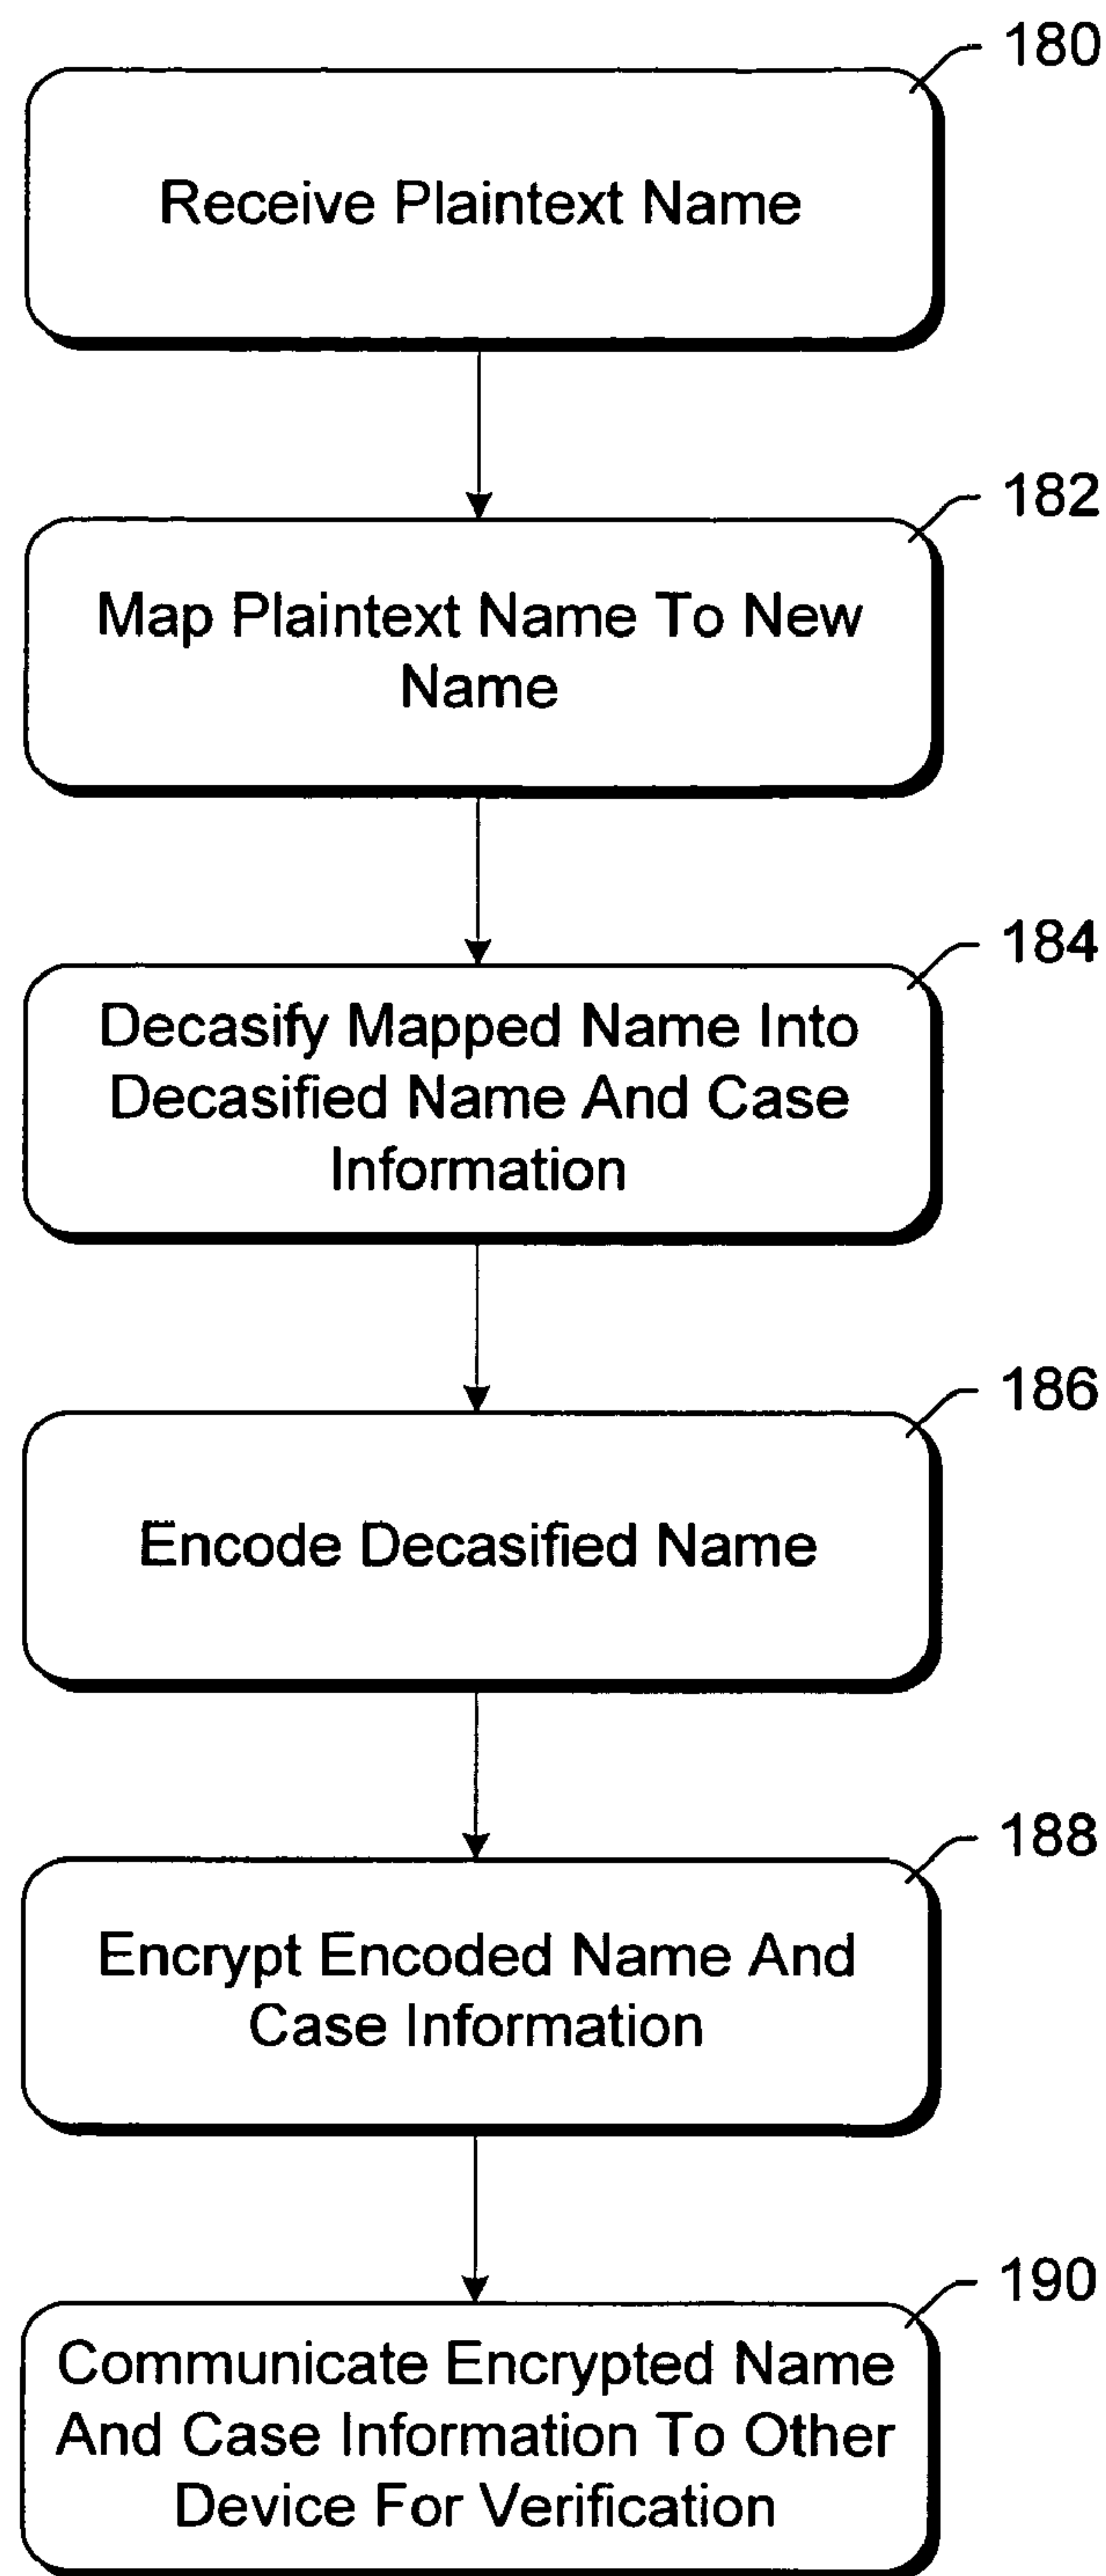 180
Receive Plaintext Name
182
Map Plaintext Name To New
Name
184
Decasify Mapped Name Into
Decasified Name And Case
Information
186
Encode Decasified Name
188
Encrypt Encoded Name And
Case Information
190
Communicate Encrypted Name
And Case Information To Other
Device For Verification